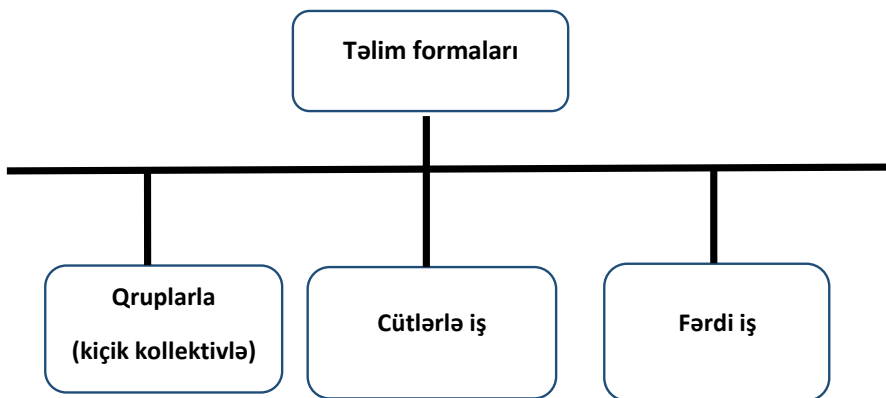 Təlim formaları
Qruplarla
(kiçik kollektivlə)
Cütlərlə iş
Fərdi iş